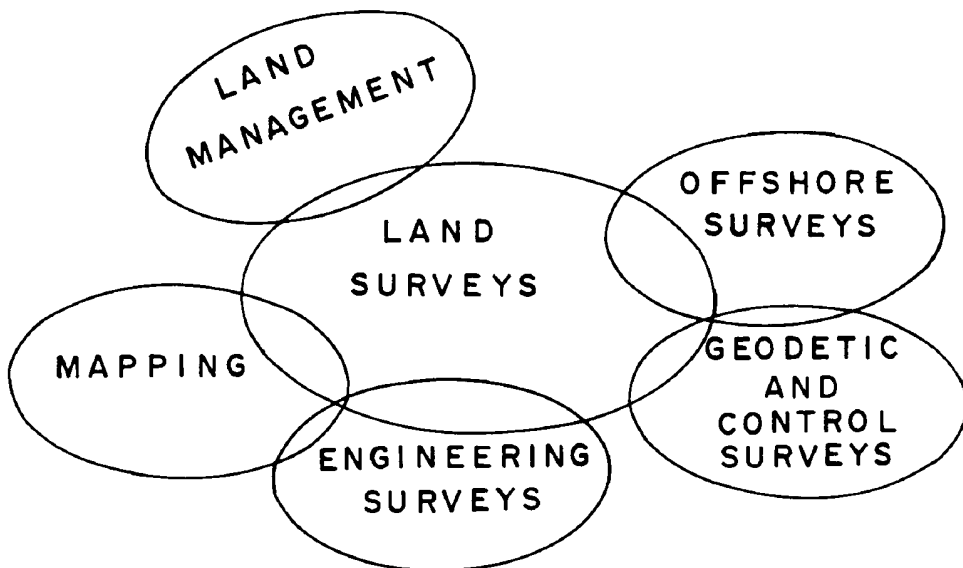 LAND
MANAGEMENT
OFFSHORE
SURVEYS
LAND
SURVEYS
MAPPING
GEODETIC
AND
CONTROL
SURVEYS
ENGINEERING
SURVEYS